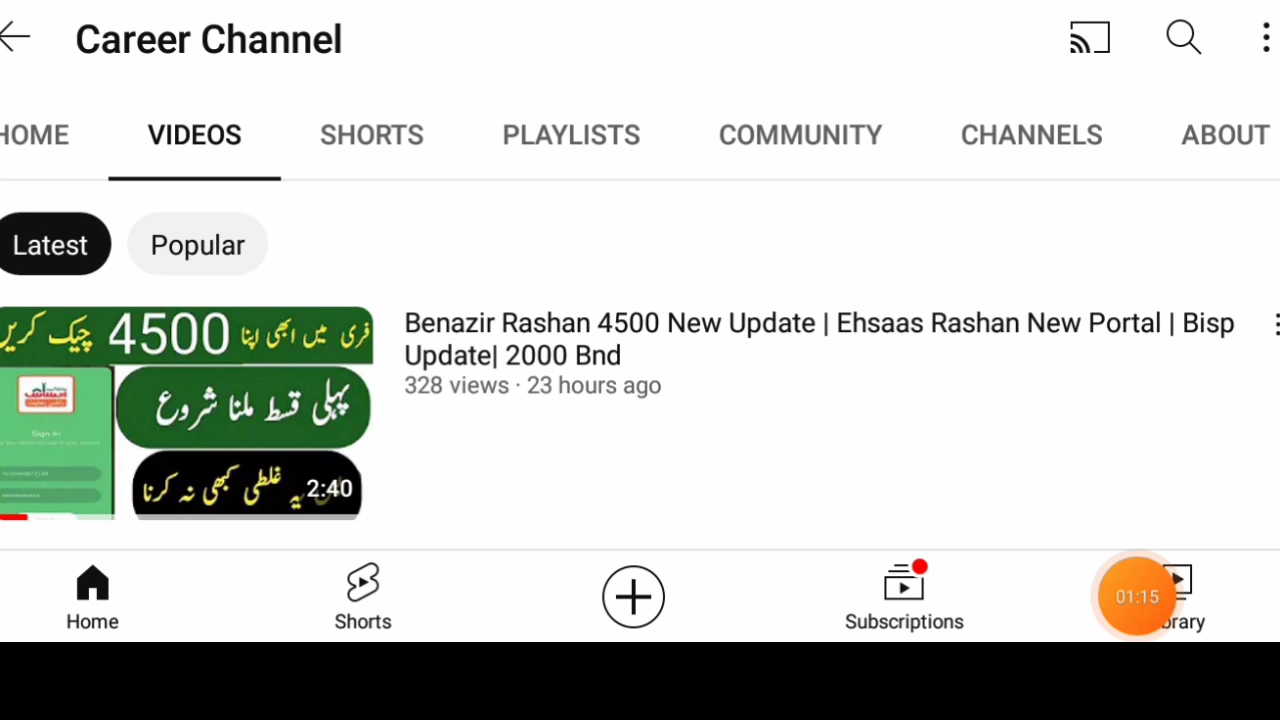 Career Channel
HOME VIDEOS SHORTS PLAYLISTS COMMUNITY CHANNELS ABOUT
Latest Popular
فری میں ابھی اپنا 4500 چیک کریں
پہلی قسط ملنا شروع
یہ غلطی کبھی نہ کرنا
2:40
Sign In
Benazir Rashan 4500 New Update | Ehsaas Rashan New Portal | Bisp
Update| 2000 Bnd
328 views · 23 hours ago
Home Shorts Subscriptions brary
01:15